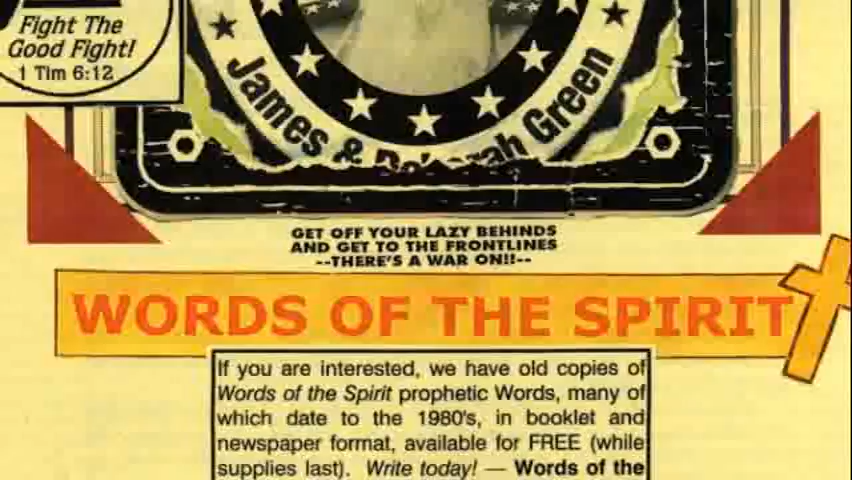 Fight The
Good Fight!
1 Tim 6:12
James & Deborah Green
GET OFF YOUR LAZY BEHINDS
AND GET TO THE FRONTLINES
--THERE'S A WAR ON!!--
WORDS OF THE SPIRIT
If you are interested, we have old copies of
Words of the Spirit prophetic Words, many of
which date to the 1980's, in booklet and
newspaper format, available for FREE (while
supplies last). Write today! — Words of the